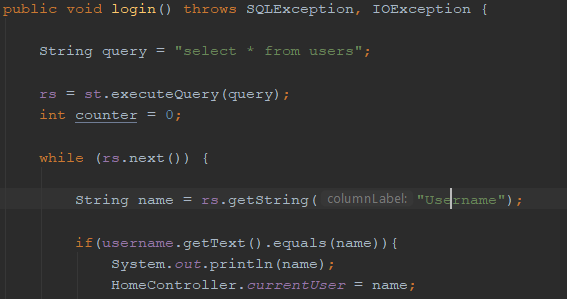 public void login() throws SQLException, IOException {
String query = "select * from users";
rs = st.executeQuery(query);
int counter = 0;
while (rs.next()) {
String name = rs.getString( columnLabel: "Username");
if(username.getText().equals(name)){
System.out.println(name);
HomeController.currentUser = name;